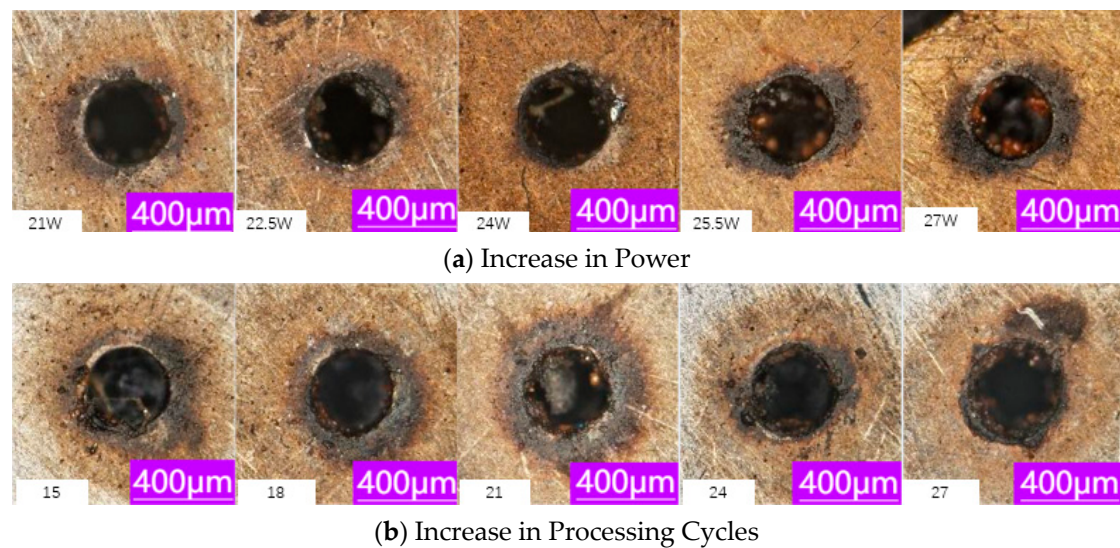 21W
400μm
22.5W
400μm
24W
400μm
25.5W
400μm
27W
400μm
(a) Increase in Power
15
400μm
18
400μm
21
400μm
24
400μm
27
400μm
(b) Increase in Processing Cycles